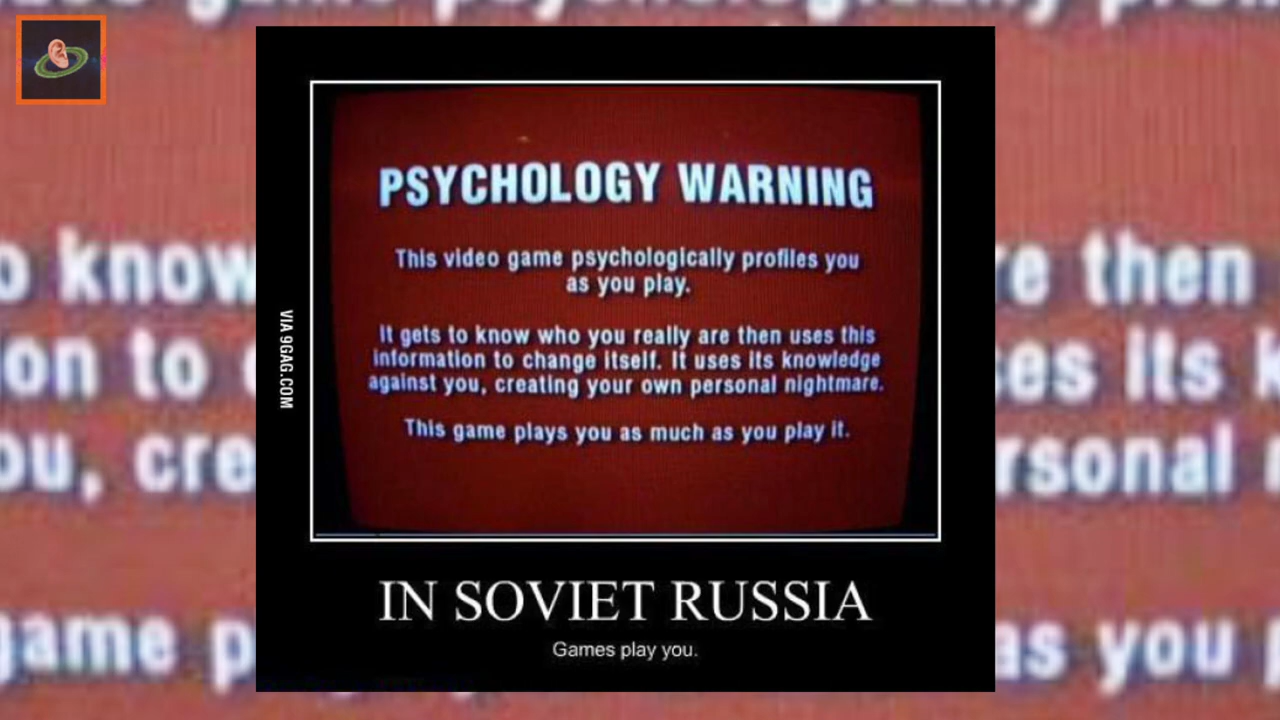 PSYCHOLOGY WARNING
This video game psychologically profiles you
as you play.
It gets to know who you really are then uses this
information to change itself. It uses its knowledge
against you, creating your own personal nightmare.
This game plays you as much as you play it.
VIA 9GAG.COM
IN SOVIET RUSSIA
Games play you.